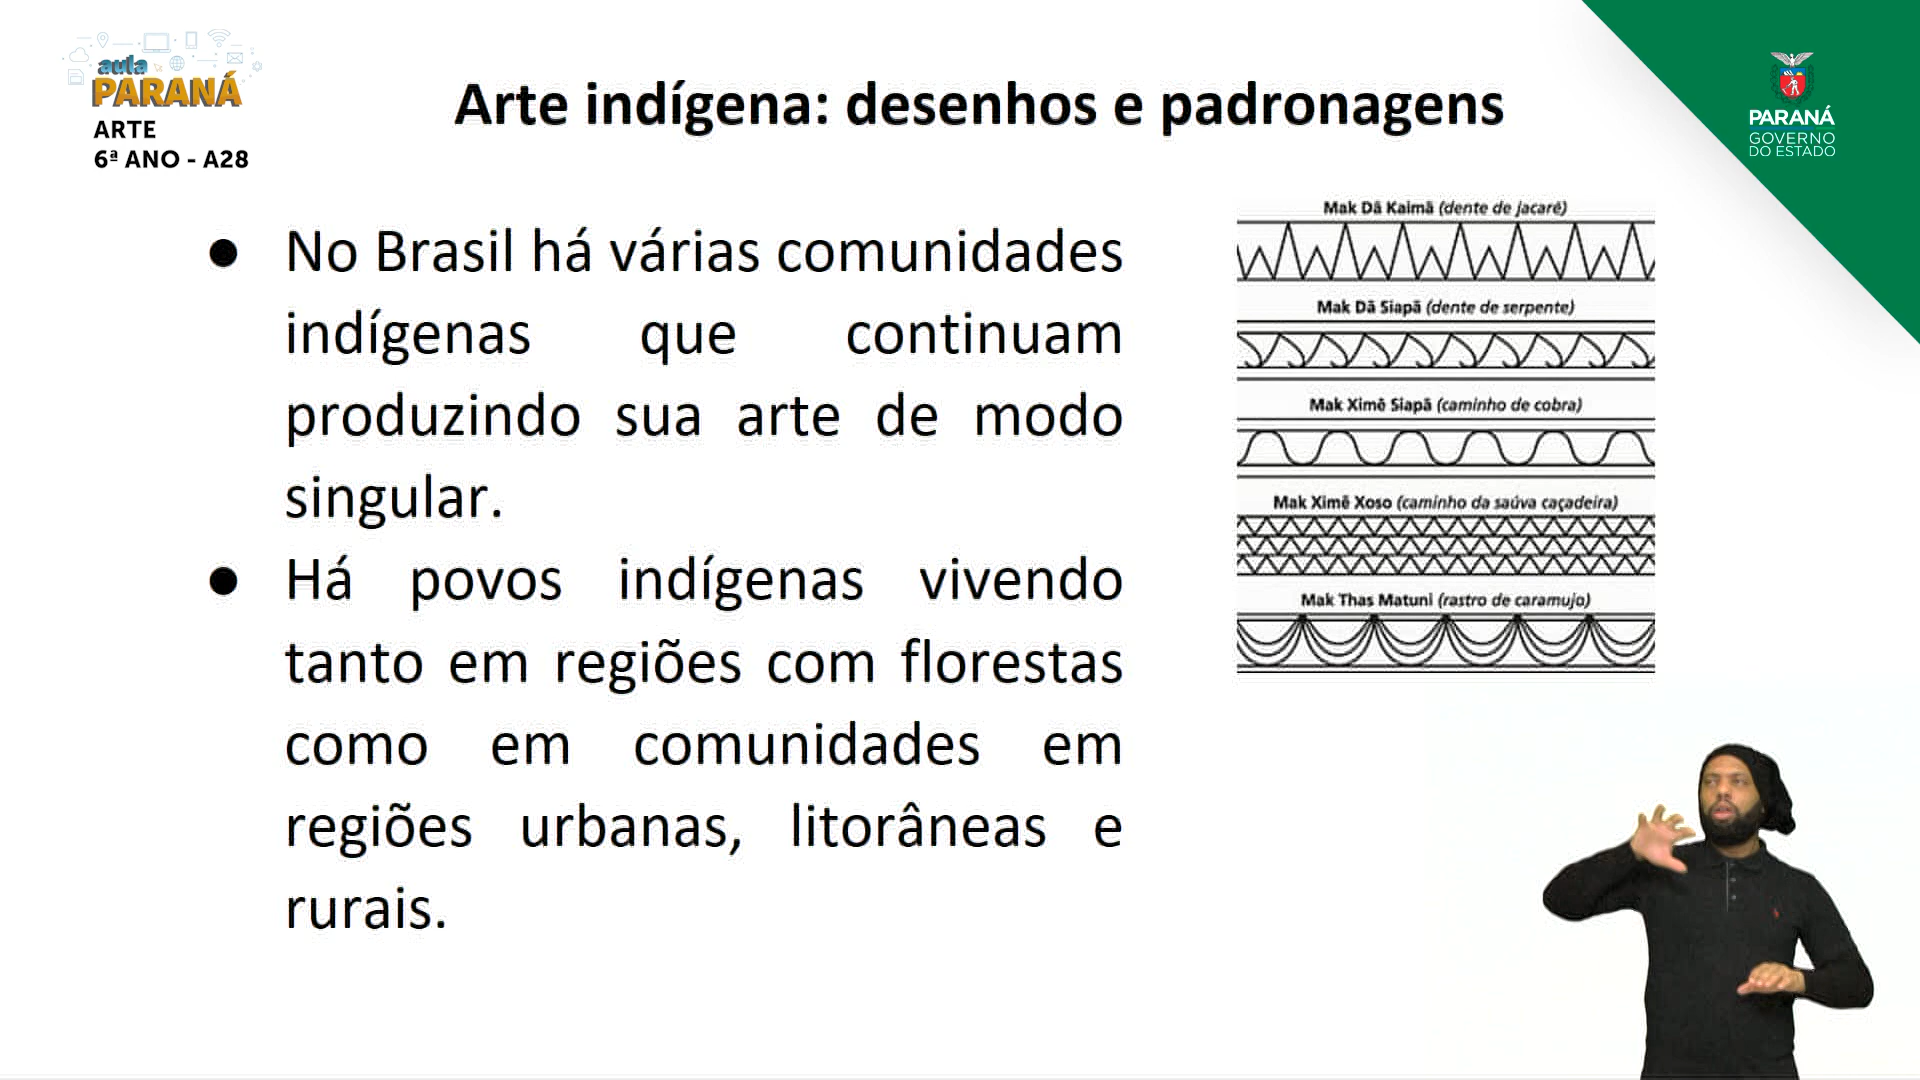 aula
PARANÁ
ARTE
6ª ANO - A28
Arte indígena: desenhos e padronagens
PARANÁ
GOVERNO
DO ESTADO
● No Brasil há várias comunidades
indígenas que continuam
produzindo sua arte de modo
singular.
● Há povos indígenas vivendo
tanto em regiões com florestas
como em comunidades em
regiões urbanas, litorâneas e
rurais.
Mak Dã Kaimã (dente de jacaré)
Mak Dã Siapã (dente de serpente)
Mak Ximẽ Siapã (caminho de cobra)
Mak Ximẽ Xoso (caminho da saúva caçadeira)
Mak Thas Matuni (rastro de caramujo)